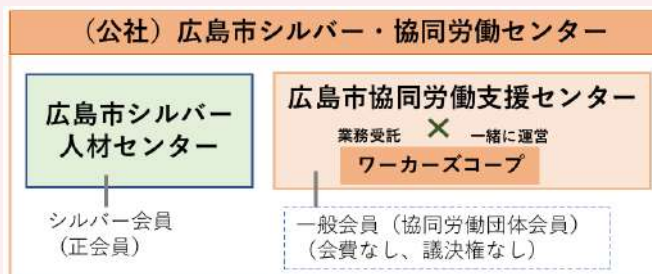 （公社）広島市シルバー・協同労働センター
広島市シルバー
人材センター
広島市協同労働支援センター
業務受託 × 一緒に運営
ワーカーズコープ
シルバー会員
(正会員)
一般会員（協同労働団体会員）
（会費なし、議決権なし）